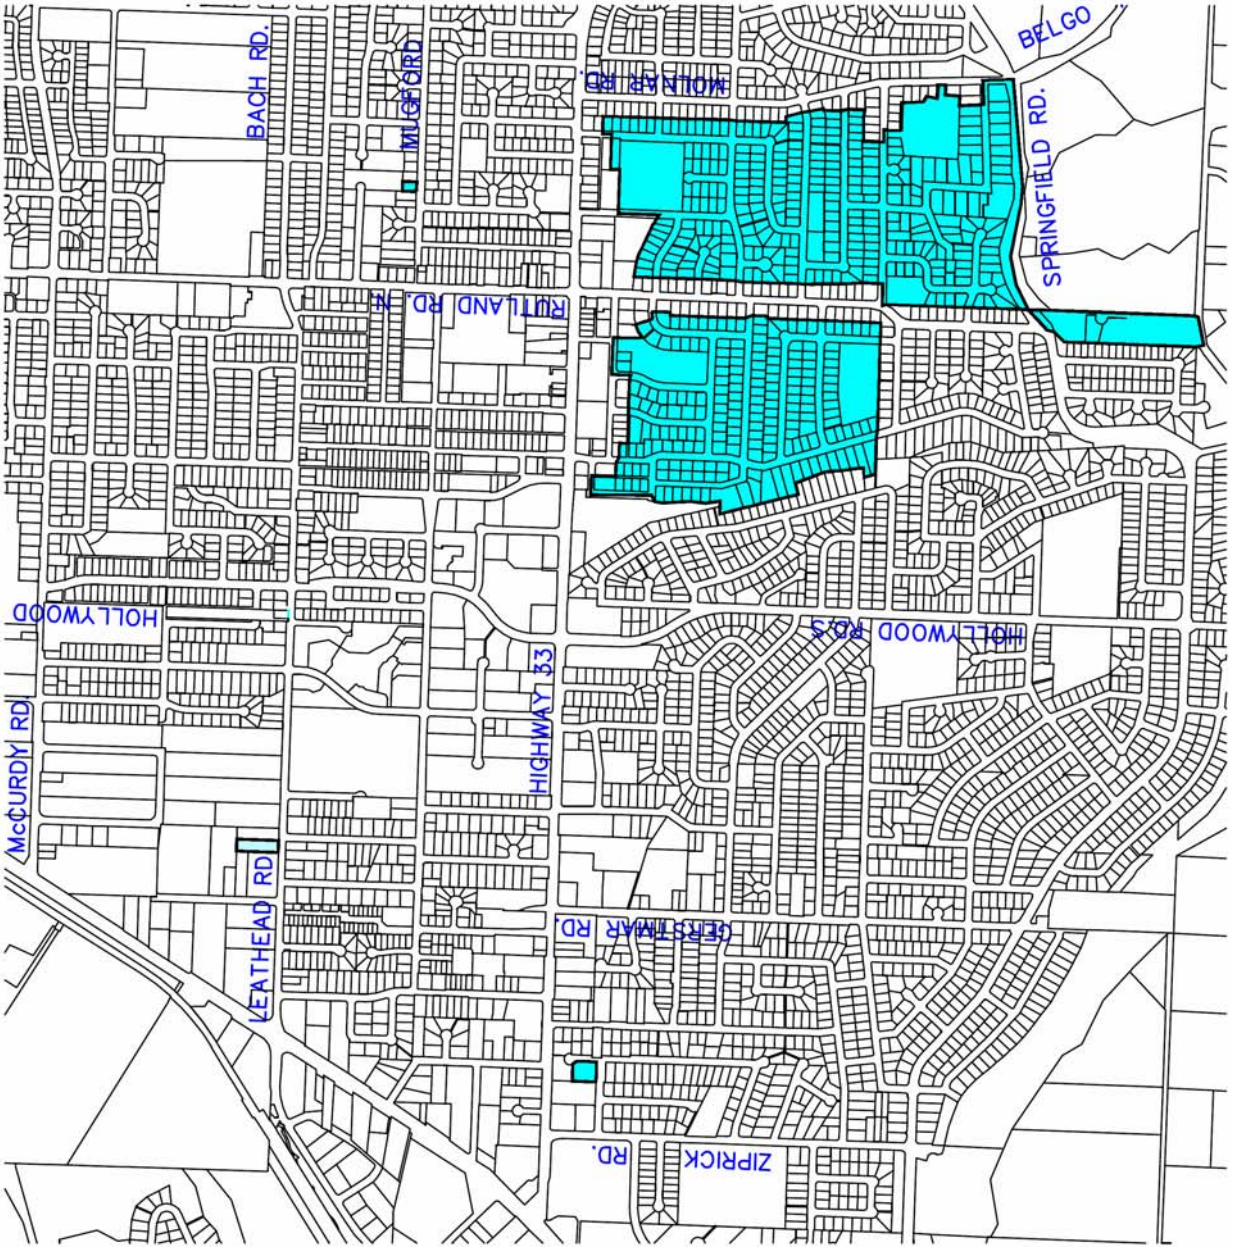 BELGO
BACH RD.
MUGFORD
MOLNAR RD.
SPRINGFIELD RD.
RUTLAND RD. N
HOLLYWOOD
HOLLYWOOD RD.S
HIGHWAY 33
McCURDY RD.
LEATHEAD RD
GERSTMAR RD.
ZIPRICK RD.